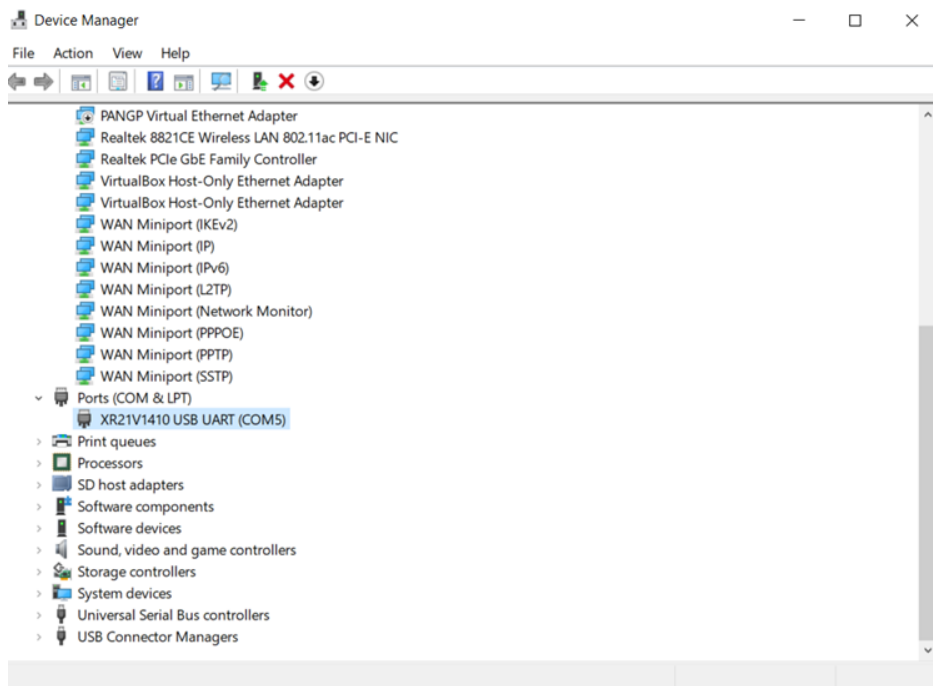 Device Manager
File Action View Help
PANGP Virtual Ethernet Adapter
Realtek 8821CE Wireless LAN 802.11ac PCI-E NIC
Realtek PCIe GbE Family Controller
VirtualBox Host-Only Ethernet Adapter
VirtualBox Host-Only Ethernet Adapter
WAN Miniport (IKEv2)
WAN Miniport (IP)
WAN Miniport (IPv6)
WAN Miniport (L2TP)
WAN Miniport (Network Monitor)
WAN Miniport (PPPOE)
WAN Miniport (PPTP)
WAN Miniport (SSTP)
Ports (COM & LPT)
XR21V1410 USB UART (COM5)
Print queues
Processors
SD host adapters
Software components
Software devices
Sound, video and game controllers
Storage controllers
System devices
Universal Serial Bus controllers
USB Connector Managers